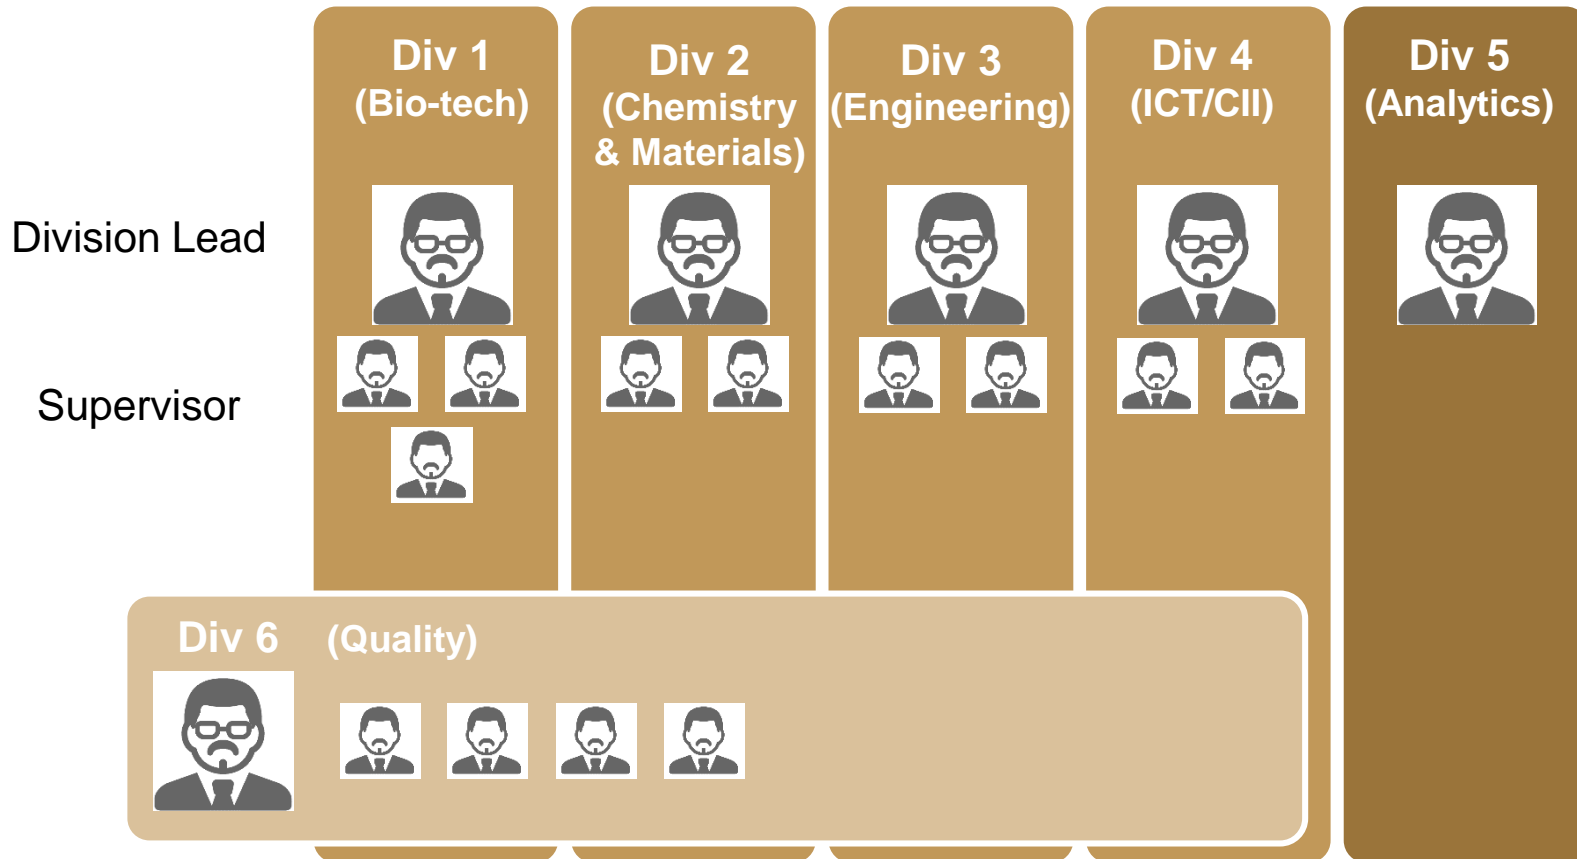 Div 1
(Bio-tech)
Div 2
(Chemistry
& Materials)
Div 3
(Engineering)
Div 4
(ICT/CII)
Div 5
(Analytics)
Division Lead
Supervisor
Div 6 (Quality)